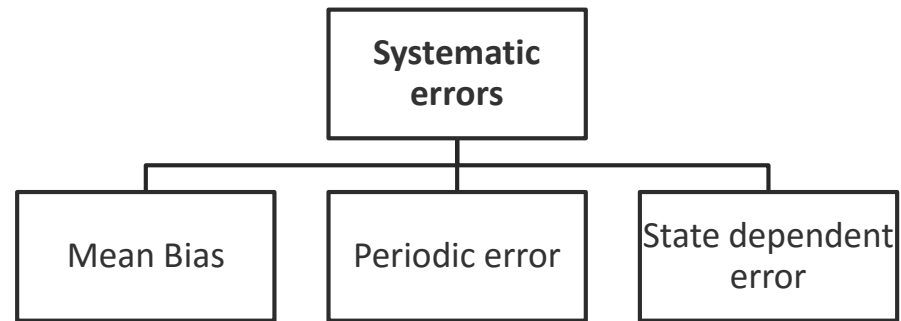 Systematic
errors
Mean Bias
Periodic error
State dependent
error